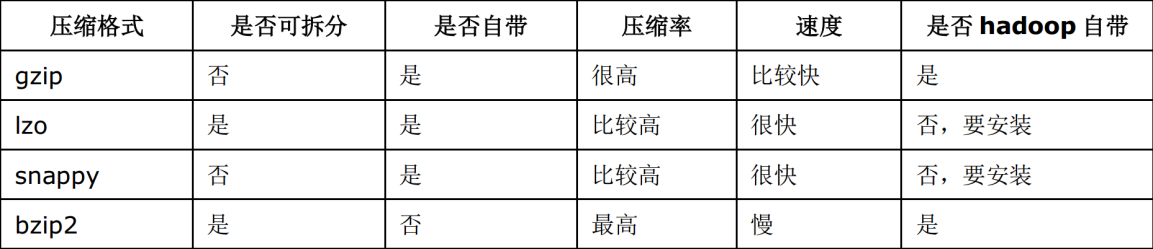 压缩格式 是否可拆分 是否自带 压缩率 速度 是否 hadoop 自带
gzip 否 是 很高 比较快 是
lzo 是 是 比较高 很快 否，要安装
snappy 否 是 比较高 很快 否，要安装
bzip2 是 否 最高 慢 是